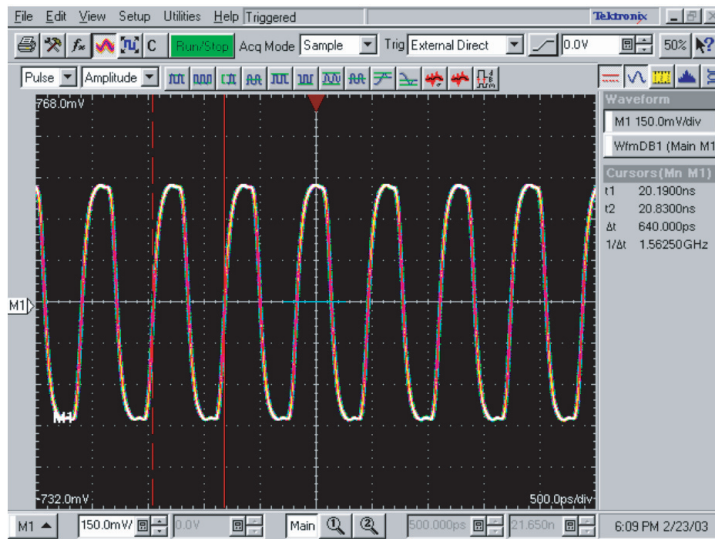 File Edit View Setup Utilities Help Triggered Tektronix
C Run/Stop Acq Mode Sample Trig External Direct 0.0V 50%
Pulse Amplitude
768.0mV
Waveform
M1 150.0mV/div
WfmDB1 (Main M1
Cursors(Mn M1)
t1 20.1900ns
t2 20.8300ns
Δt 640.000ps
1/Δt 1.56250GHz
M1
M1
-732.0mV 500.0ps/div
M1 150.0mV/ 0.0V Main 1 2 500.000ps 21.650n 6:09 PM 2/23/03